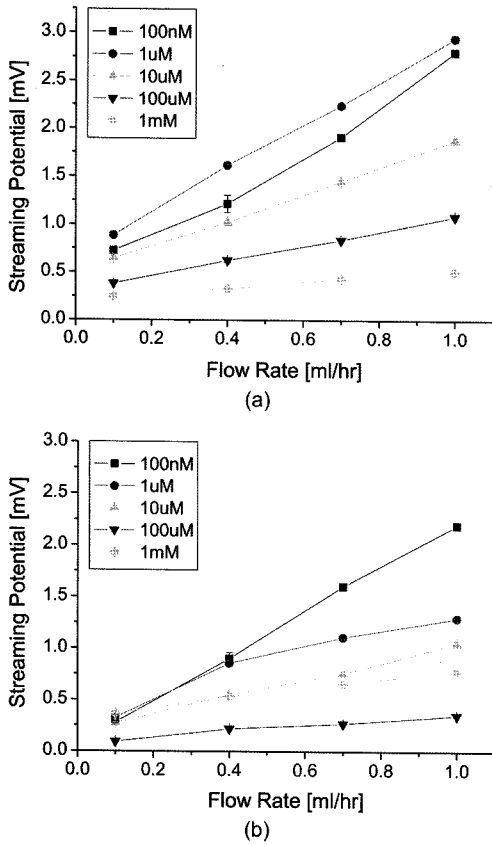 3.0
2.5
2.0
1.5
1.0
0.5
0.0
Streaming Potential [mV]
100nM
1uM
10uM
100uM
1mM
0.0 0.2 0.4 0.6 0.8 1.0
Flow Rate [ml/hr]
(a)
3.0
2.5
2.0
1.5
1.0
0.5
0.0
Streaming Potential [mV]
100nM
1uM
10uM
100uM
1mM
0.0 0.2 0.4 0.6 0.8 1.0
Flow Rate [ml/hr]
(b)